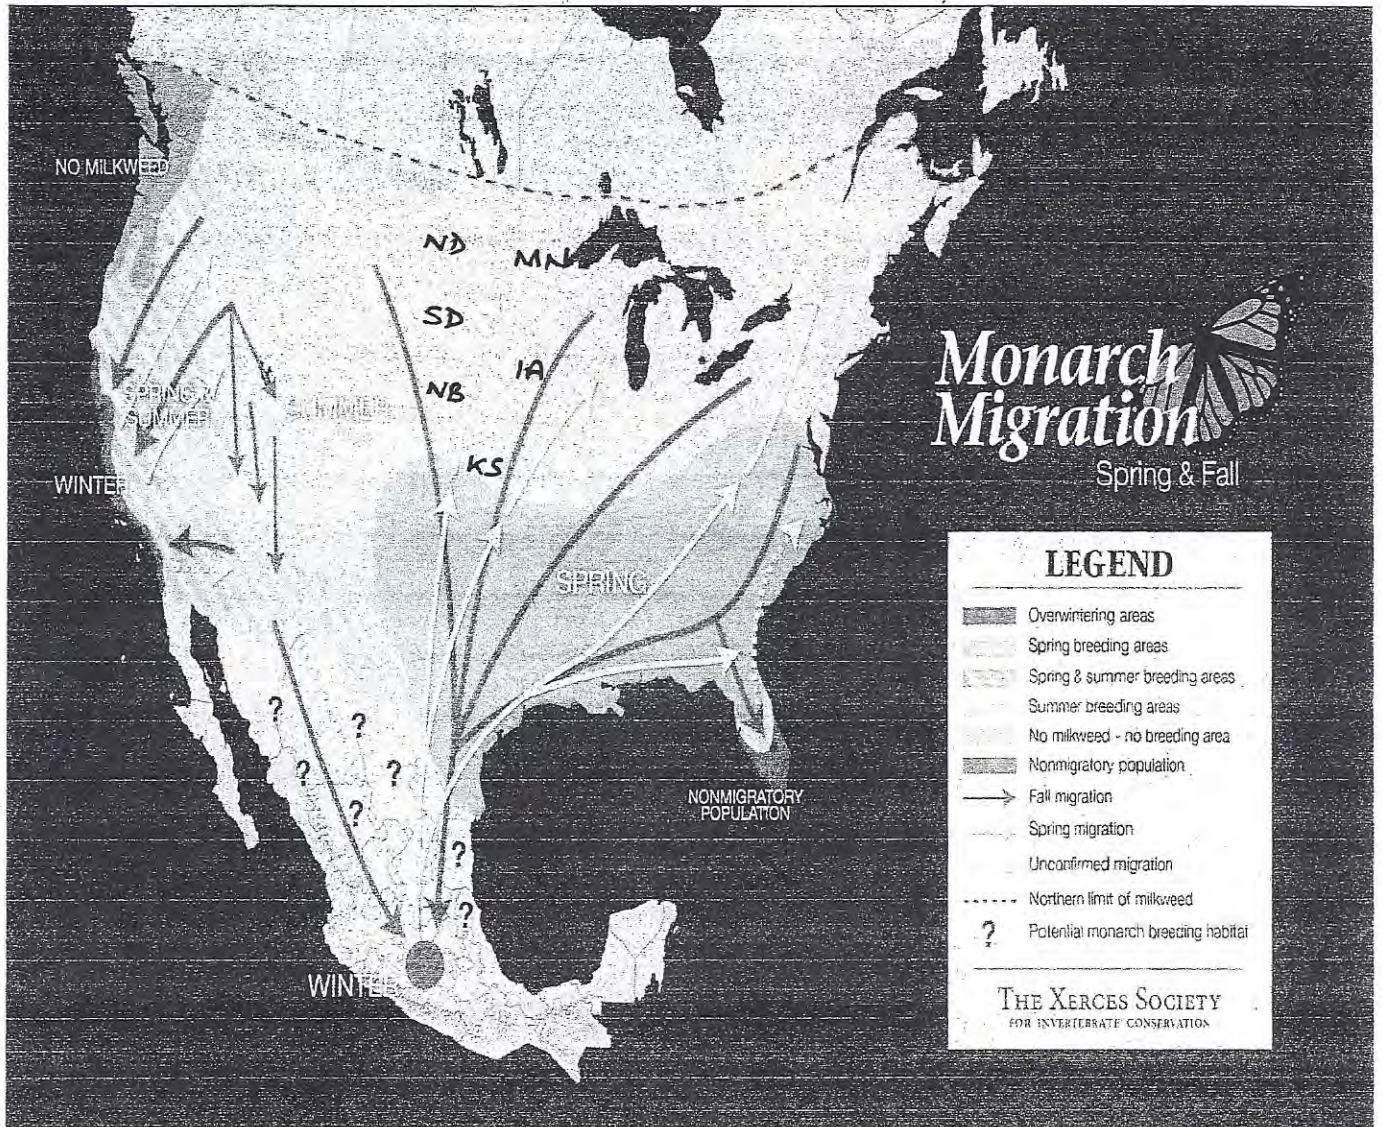 NO MILKWEED
ND
MN
SD
IA
NB
KS
SPRING &
SUMMER
SUMMER
WINTER
SPRING
?
?
?
?
?
?
?
NONMIGRATORY
POPULATION
WINTER
Monarch
Migration
Spring & Fall
LEGEND
Overwintering areas
Spring breeding areas
Spring & summer breeding areas
Summer breeding areas
No milkweed - no breeding area
Nonmigratory population
Fall migration
Spring migration
Unconfirmed migration
Northern limit of milkweed
? Potential monarch breeding habitat
THE XERCES SOCIETY
FOR INVERTEBRATE CONSERVATION